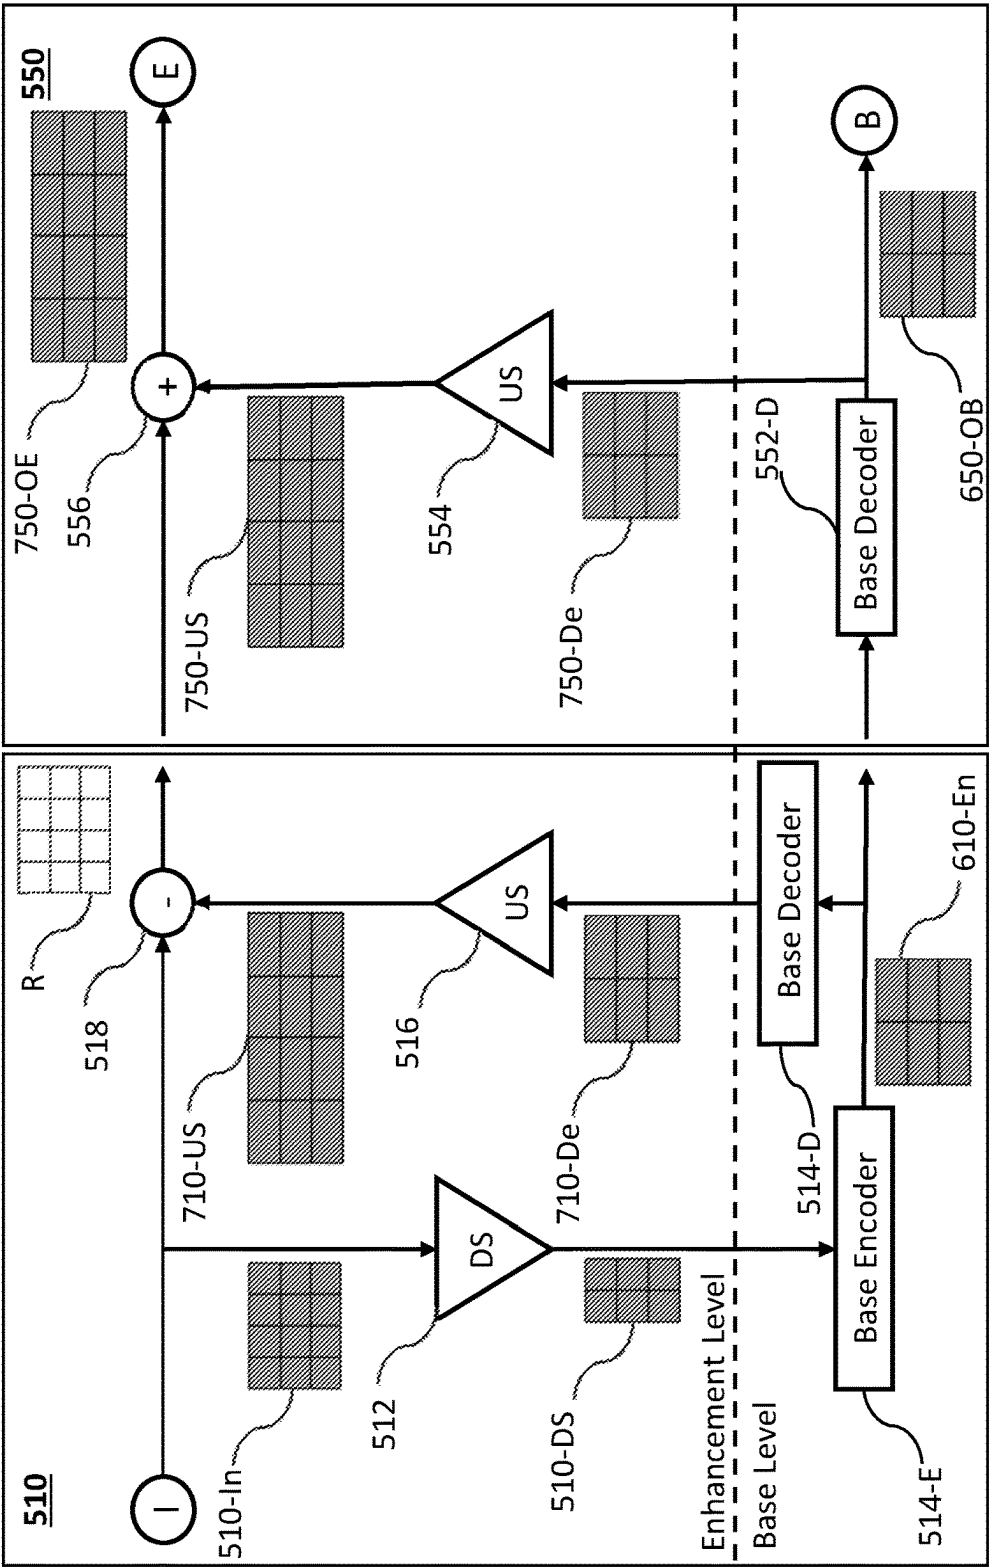 510
I
510-In
512
DS
510-DS
Enhancement Level
Base Level
514-E
Base Encoder
R
518
-
710-US
516
US
710-De
514-D
Base Decoder
610-En
550
750-OE
E
556
+
750-US
554
US
750-De
552-D
Base Decoder
B
650-OB